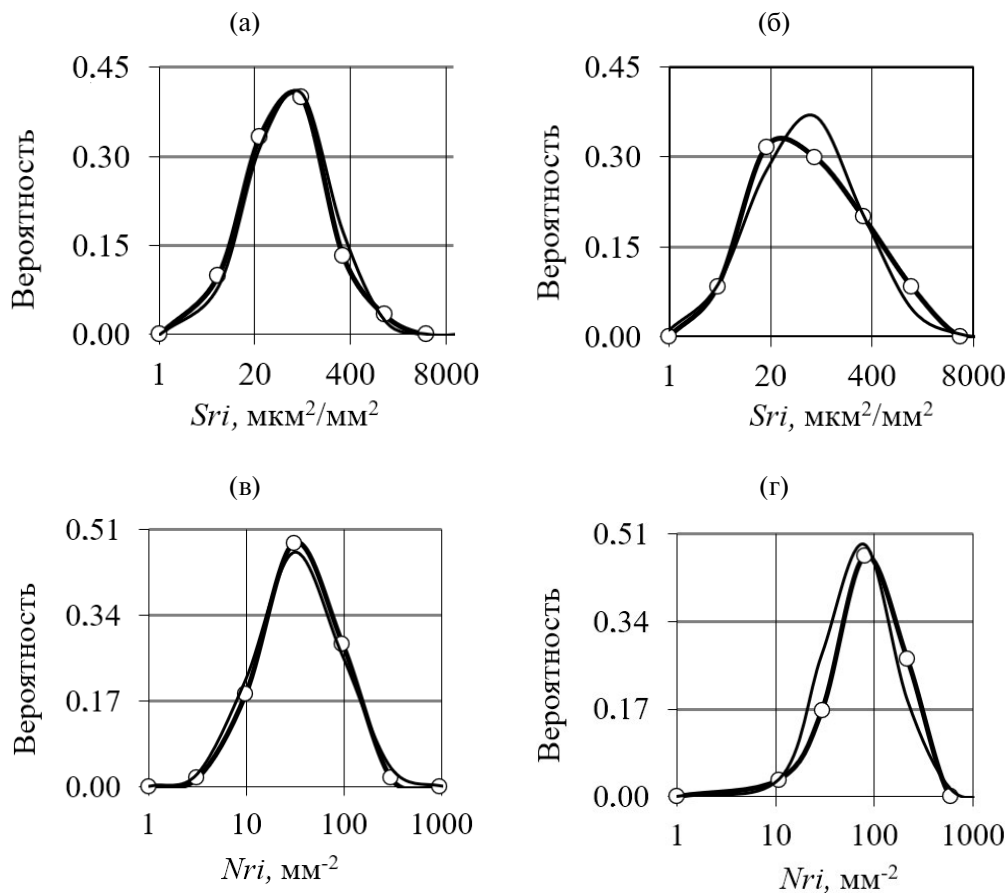 (а)
0.45
0.30
0.15
0.00
Вероятность
1 20 400 8000
Sri, мкм²/мм²
(б)
0.45
0.30
0.15
0.00
Вероятность
1 20 400 8000
Sri, мкм²/мм²
(в)
0.51
0.34
0.17
0.00
Вероятность
1 10 100 1000
Nri, мм⁻²
(г)
0.51
0.34
0.17
0.00
Вероятность
1 10 100 1000
Nri, мм⁻²